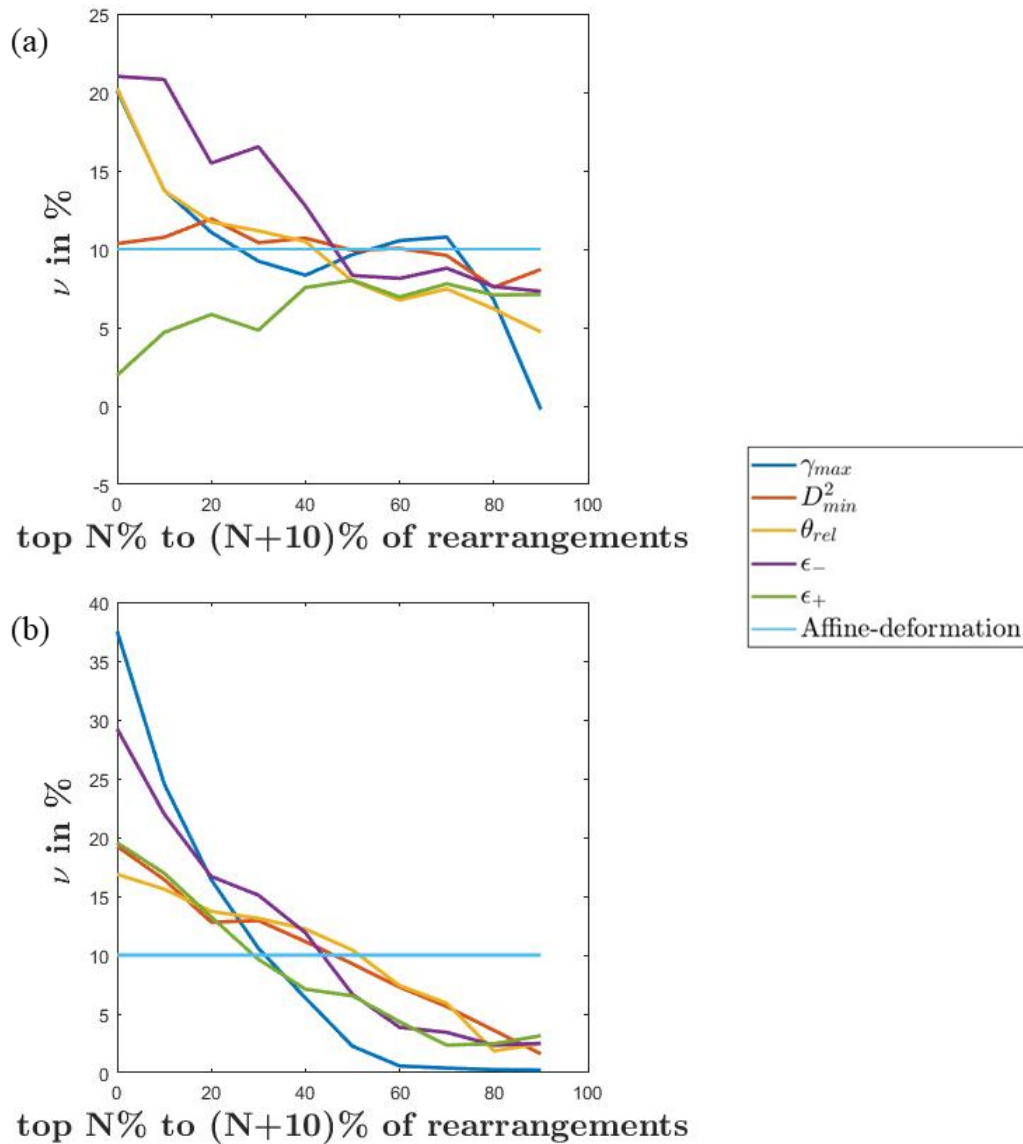 (a)
25
20
15
10
5
0
-5
ν in %
0 20 40 60 80 100
top N% to (N+10)% of rearrangements
γmax
D²min
θrel
ϵ−
ϵ+
Affine-deformation
(b)
40
35
30
25
20
15
10
5
0
ν in %
0 20 40 60 80 100
top N% to (N+10)% of rearrangements